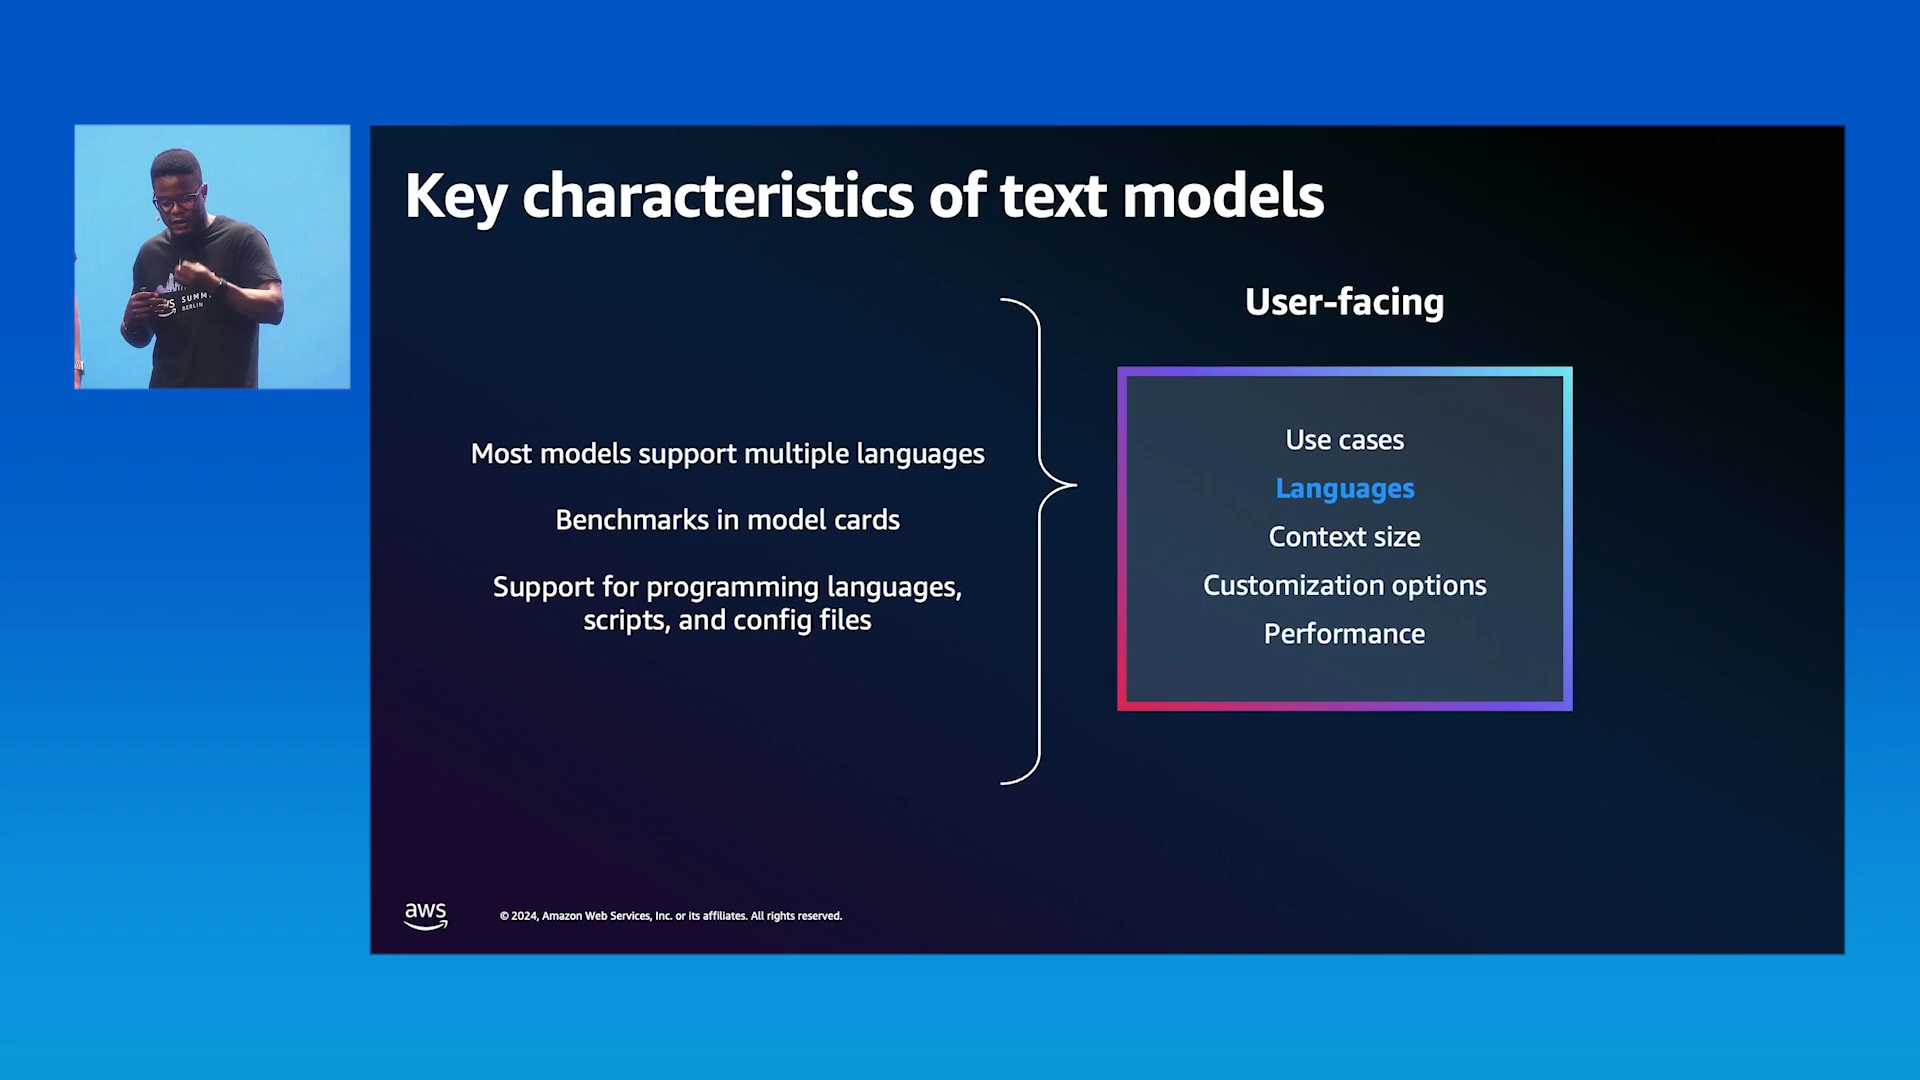 Key characteristics of text models
User-facing
Most models support multiple languages
Benchmarks in model cards
Support for programming languages,
scripts, and config files
Use cases
Languages
Context size
Customization options
Performance
SUMM
BERLIN
aws
© 2024, Amazon Web Services, Inc. or its affiliates. All rights reserved.